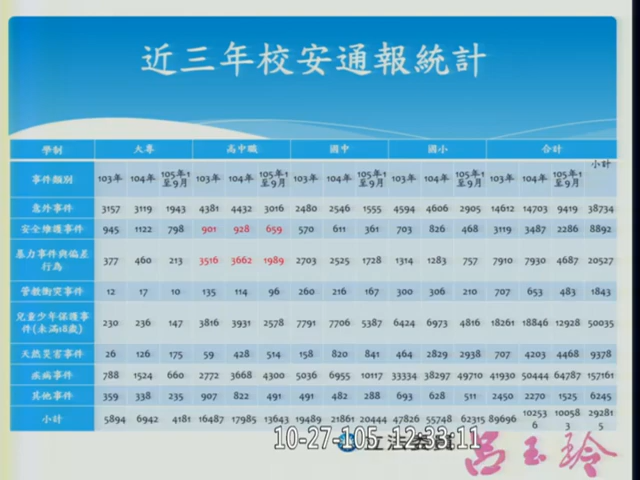 近三年校安通報統計
學制 大專 高中職 國中 國小 合計
小計
事件類別 103年 104年 105年1至9月 103年 104年 105年1至9月 103年 104年 105年1至9月 103年 104年 105年1至9月 103年 104年 105年1至9月
意外事件 3157 3119 1943 4381 4432 3016 2480 2546 1555 4594 4606 2905 14612 14703 9419 38734
安全維護事件 945 1122 798 901 928 659 570 611 361 703 826 468 3119 3487 2286 8892
暴力事件與偏差行為 377 460 213 3516 3662 1989 2703 2525 1728 1314 1283 757 7910 7930 4687 20527
管教衝突事件 12 17 10 135 114 96 260 216 167 300 306 210 707 653 483 1843
兒童少年保護事件(未滿18歲) 230 236 147 3816 3931 2578 7791 7706 5387 6424 6973 4816 18261 18846 12928 50035
天然災害事件 26 126 175 59 428 514 158 820 841 464 2829 2938 707 4203 4468 9378
疾病事件 788 1524 660 2772 3668 4300 5036 6955 10117 33334 38297 49710 41930 50444 64787 157161
其他事件 359 338 235 907 822 491 491 482 288 693 628 511 2450 2270 1525 6245
小計 5894 6942 4181 16487 17985 13643 19489 21861 20444 47826 55748 62315 89696 102536 100583 292815
10-27-105 12:33:11
呂玉玲